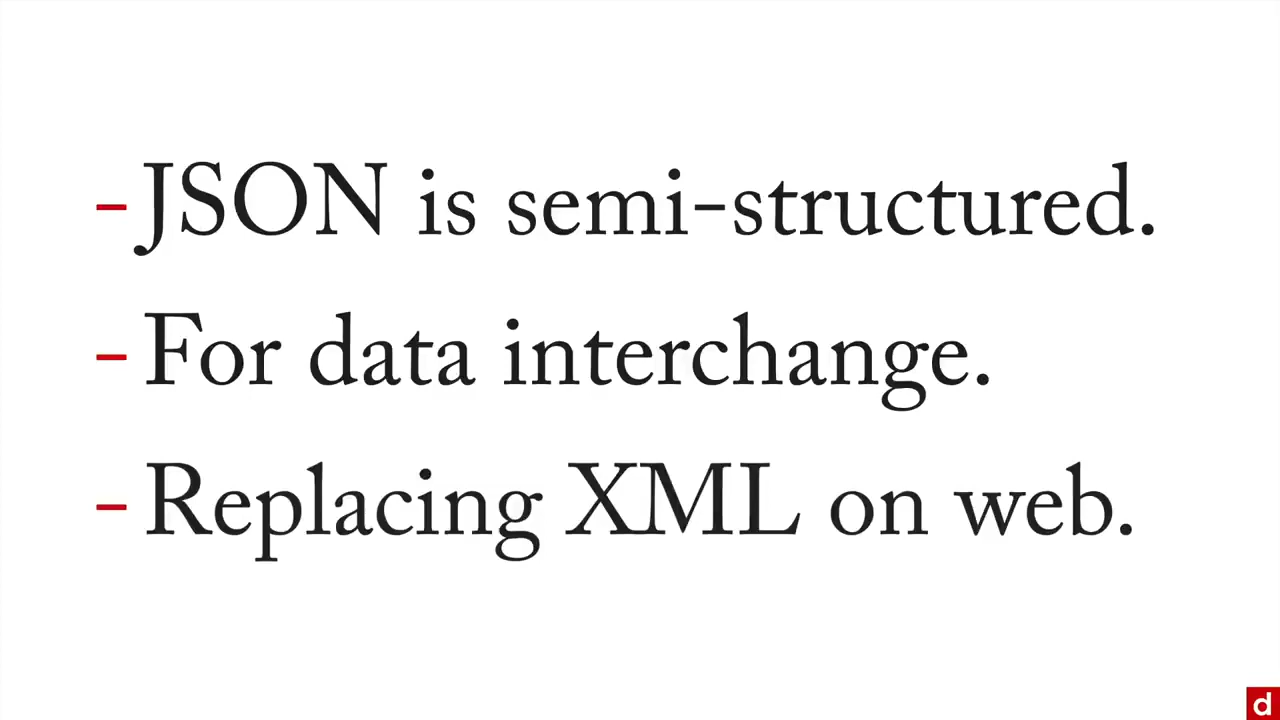 - JSON is semi-structured.
- For data interchange.
- Replacing XML on web.
d